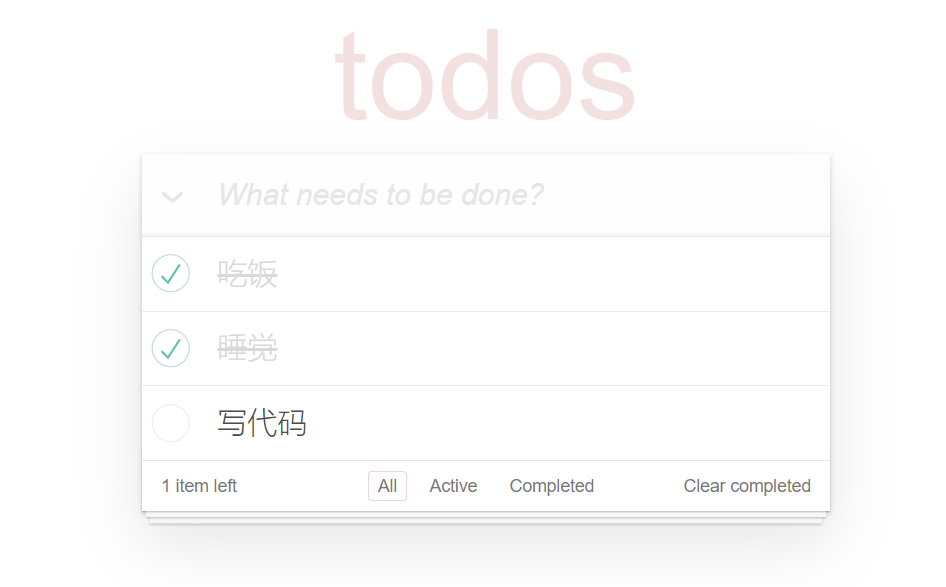 todos
What needs to be done?
吃饭
睡觉
写代码
1 item left All Active Completed Clear completed